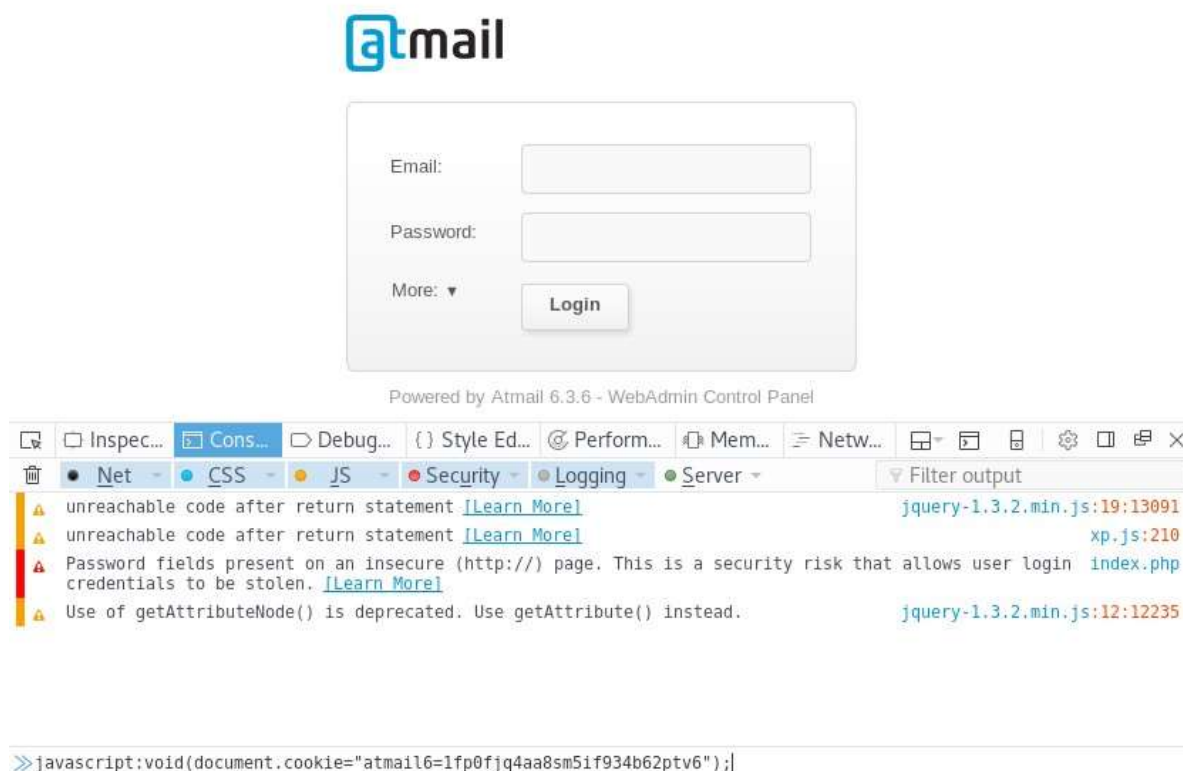 atmail
Email:
Password:
More: ▼
Login
Powered by Atmail 6.3.6 - WebAdmin Control Panel
Inspec... Cons... Debug... {} Style Ed... Perform... Mem... Netw...
Net CSS JS Security Logging Server Filter output
unreachable code after return statement [Learn More] jquery-1.3.2.min.js:19:13091
unreachable code after return statement [Learn More] xp.js:210
Password fields present on an insecure (http://) page. This is a security risk that allows user login index.php
credentials to be stolen. [Learn More]
Use of getAttributeNode() is deprecated. Use getAttribute() instead. jquery-1.3.2.min.js:12:12235
≫javascript:void(document.cookie="atmail6=1fp0fjq4aa8sm5if934b62ptv6");